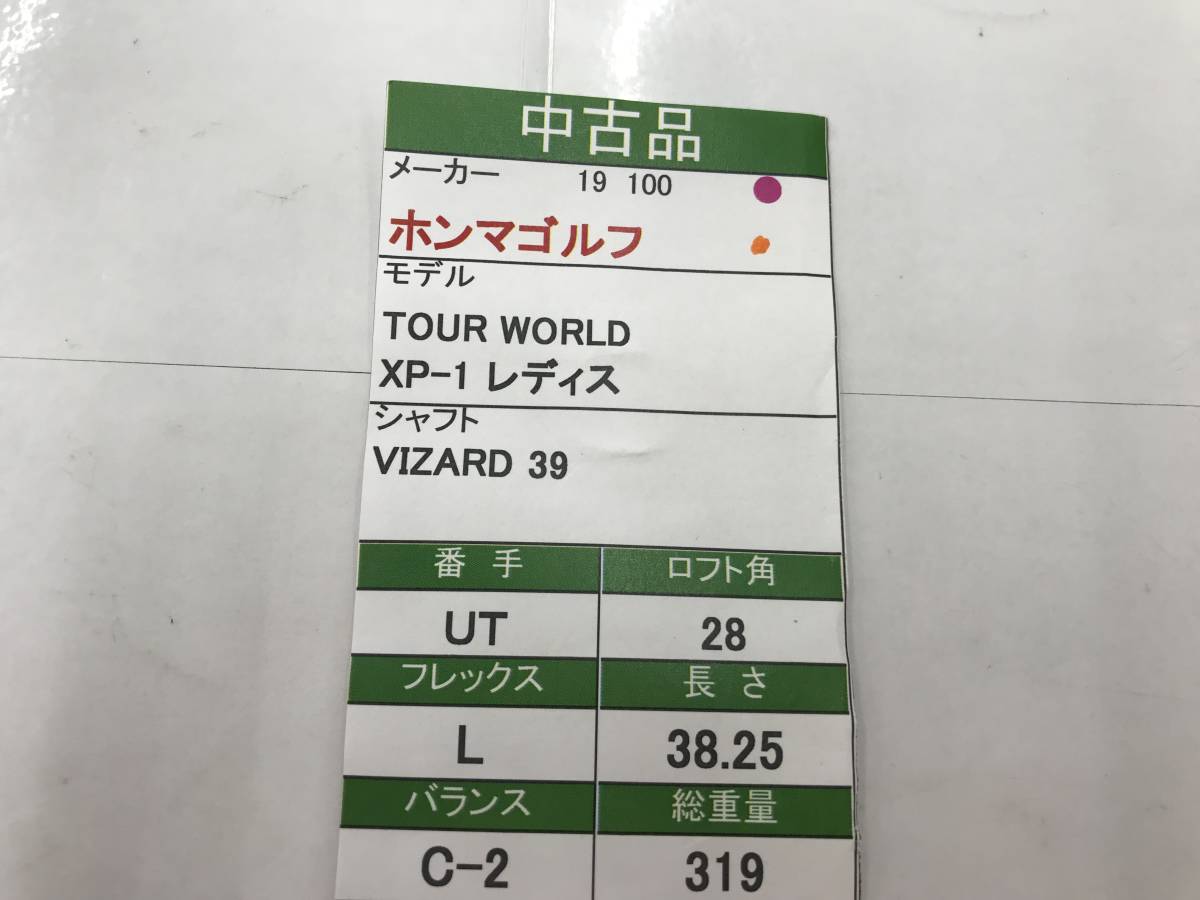 中古品
メーカー 19 100
ホンマゴルフ
モデル
TOUR WORLD
XP-1 レディス
シャフト
VIZARD 39
番手 ロフト角
UT 28
フレックス 長さ
L 38.25
バランス 総重量
C-2 319